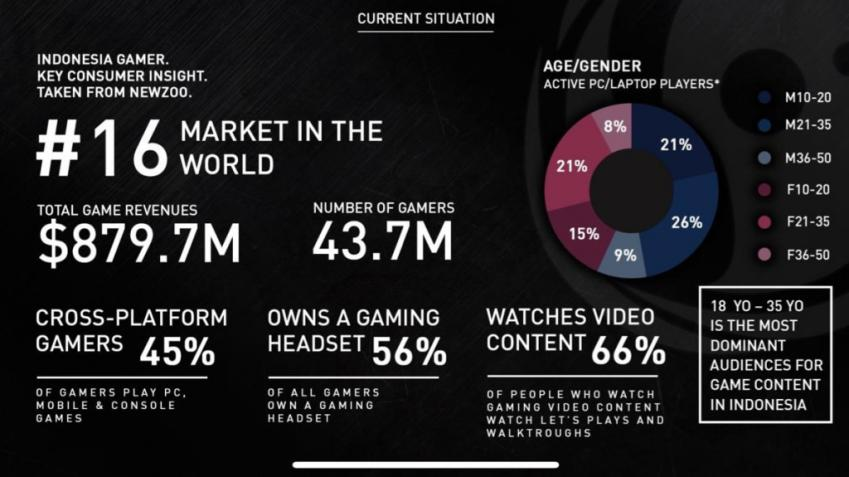 CURRENT SITUATION
INDONESIA GAMER.
KEY CONSUMER INSIGHT.
TAKEN FROM NEWZOO.
#16 MARKET IN THE
WORLD
TOTAL GAME REVENUES
$879.7M
NUMBER OF GAMERS
43.7M
AGE/GENDER
ACTIVE PC/LAPTOP PLAYERS*
8%
21%
21%
26%
15%
9%
M10-20
M21-35
M36-50
F10-20
F21-35
F36-50
CROSS-PLATFORM
GAMERS 45%
OF GAMERS PLAY PC,
MOBILE & CONSOLE
GAMES
OWNS A GAMING
HEADSET 56%
OF ALL GAMERS
OWN A GAMING
HEADSET
WATCHES VIDEO
CONTENT 66%
OF PEOPLE WHO WATCH
GAMING VIDEO CONTENT
WATCH LET'S PLAYS AND
WALKTROUGHS
18 YO – 35 YO
IS THE MOST
DOMINANT
AUDIENCES FOR
GAME CONTENT
IN INDONESIA